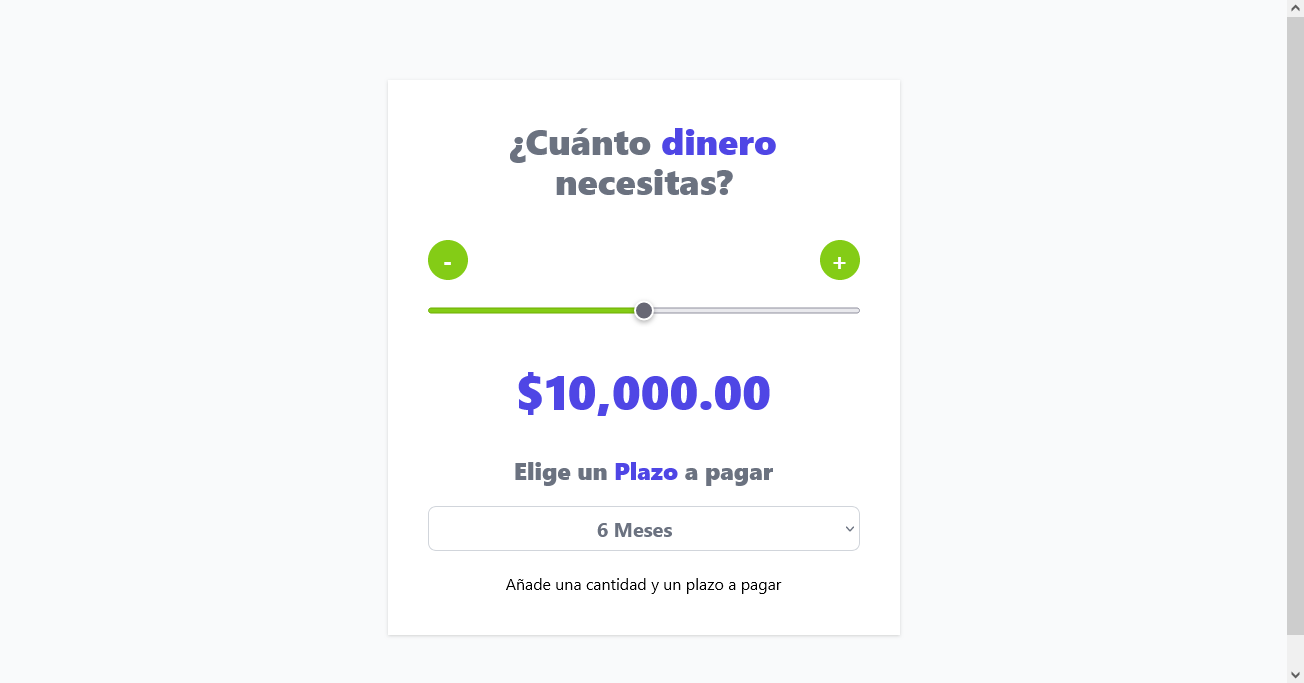 ¿Cuánto dinero
necesitas?
-
+
$10,000.00
Elige un Plazo a pagar
6 Meses
Añade una cantidad y un plazo a pagar